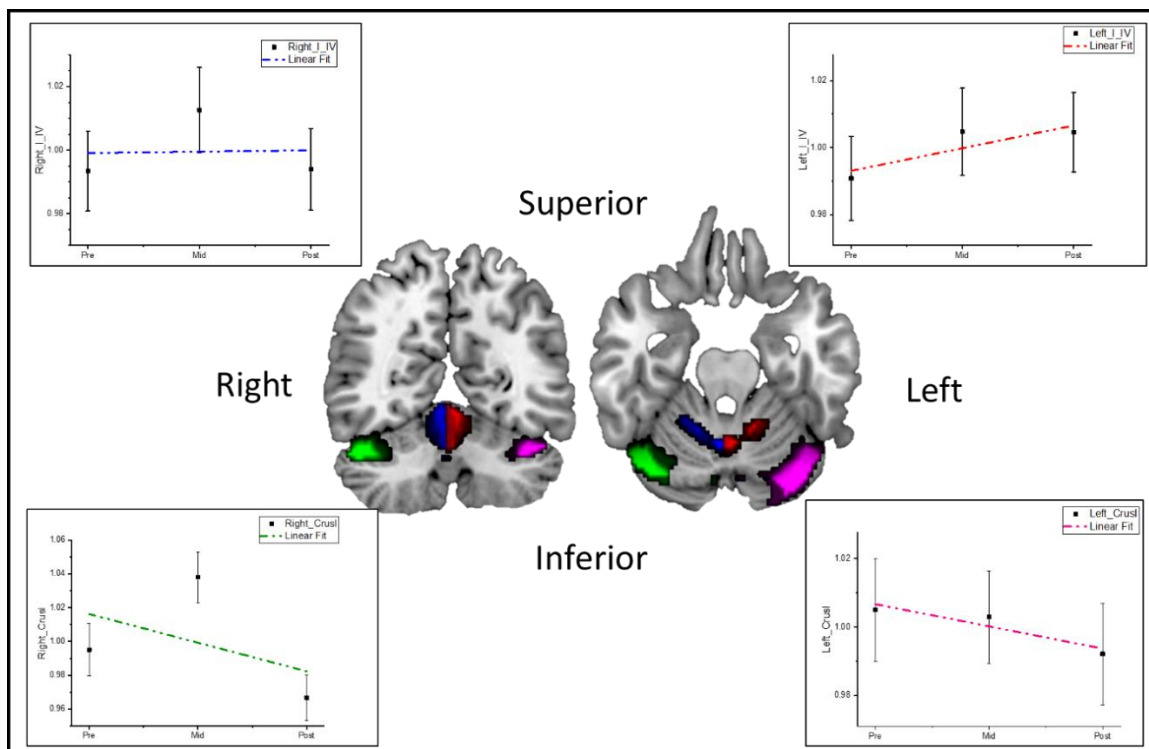 Right_I_IV
Linear Fit
1.02
1.00
0.98
Right_I_IV
Pre Mid Post
Left_I_IV
Linear Fit
1.02
1.00
0.98
Left_I_IV
Pre Mid Post
Superior
Right
Left
Inferior
Right_CrusI
Linear Fit
1.06
1.04
1.02
1.00
0.98
0.96
Right_CrusI
Pre Mid Post
Left_CrusI
Linear Fit
1.02
1.00
0.98
Left_CrusI
Pre Mid Post